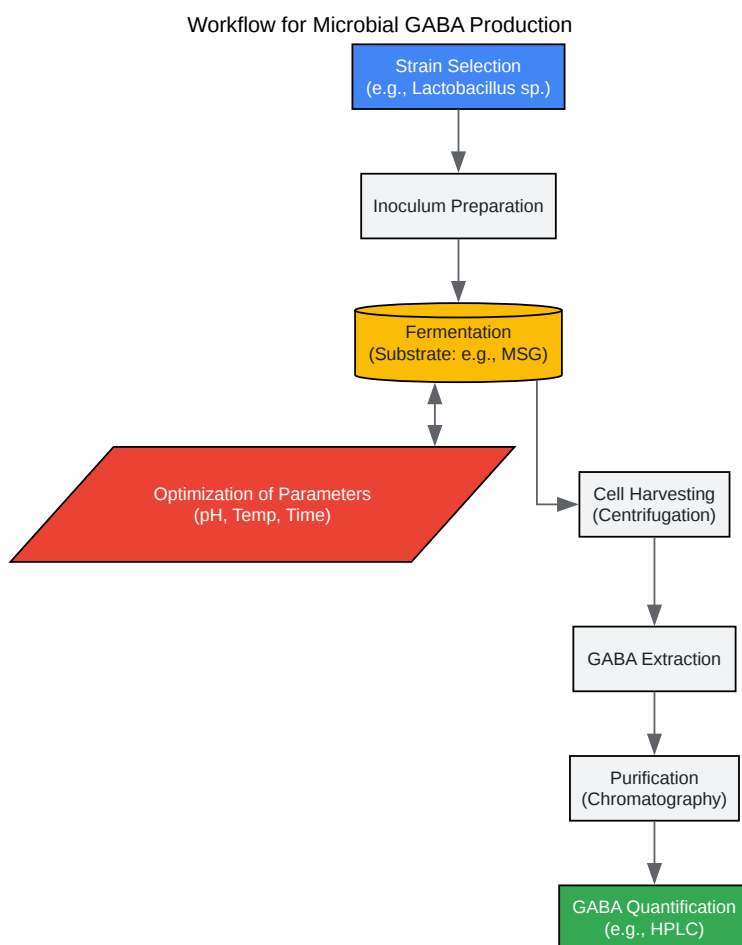 Workflow for Microbial GABA Production
Strain Selection
(e.g., Lactobacillus sp.)
Inoculum Preparation
Fermentation
(Substrate: e.g., MSG)
Optimization of Parameters
(pH, Temp, Time)
Cell Harvesting
(Centrifugation)
GABA Extraction
Purification
(Chromatography)
GABA Quantification
(e.g., HPLC)